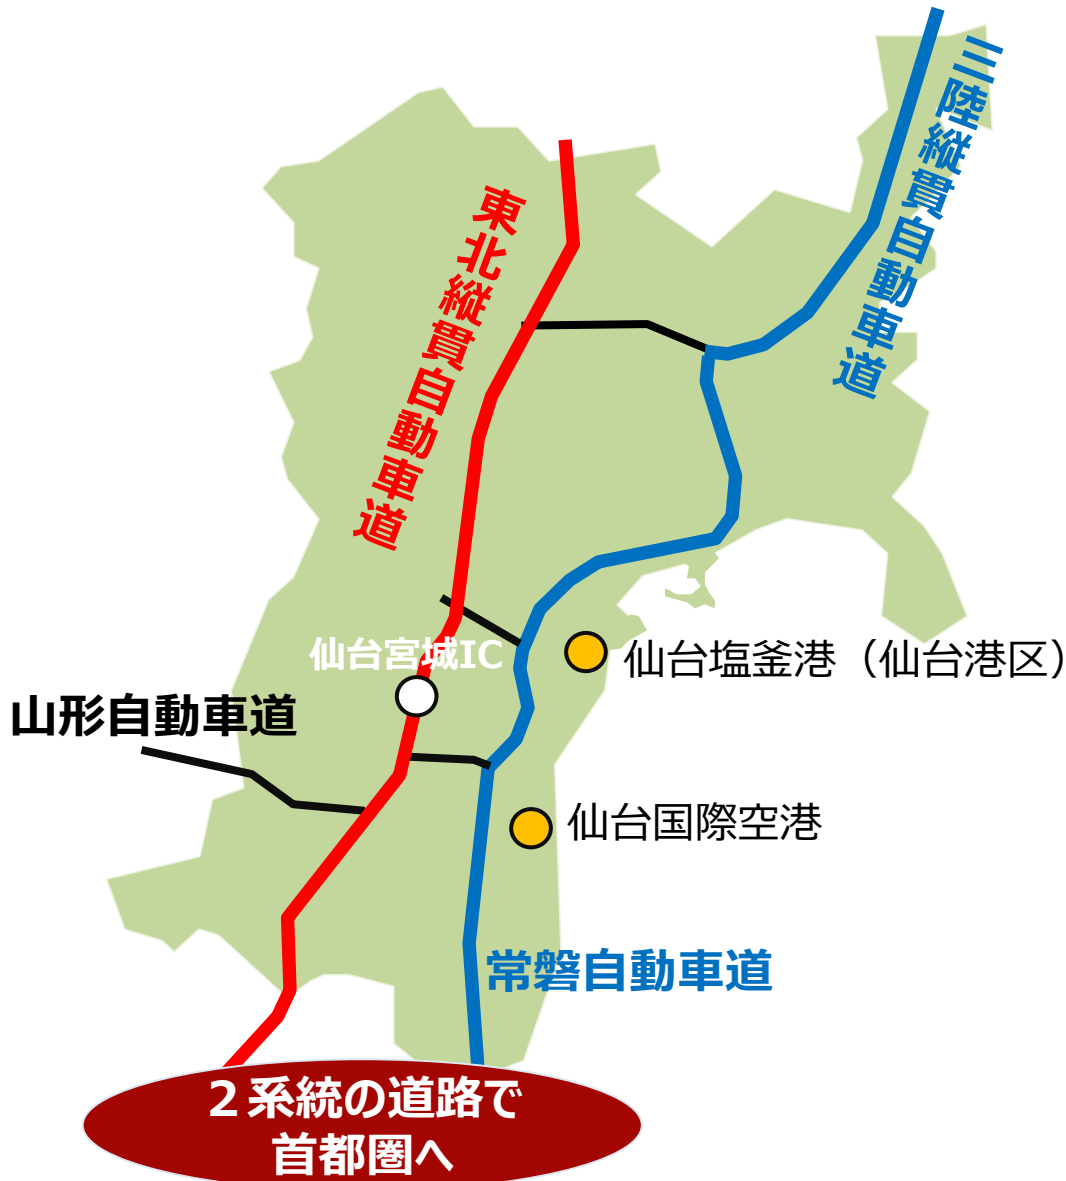 三陸縦貫自動車道
東北縦貫自動車道
仙台宮城IC
仙台塩釜港（仙台港区）
山形自動車道
仙台国際空港
常磐自動車道
２系統の道路で
首都圏へ